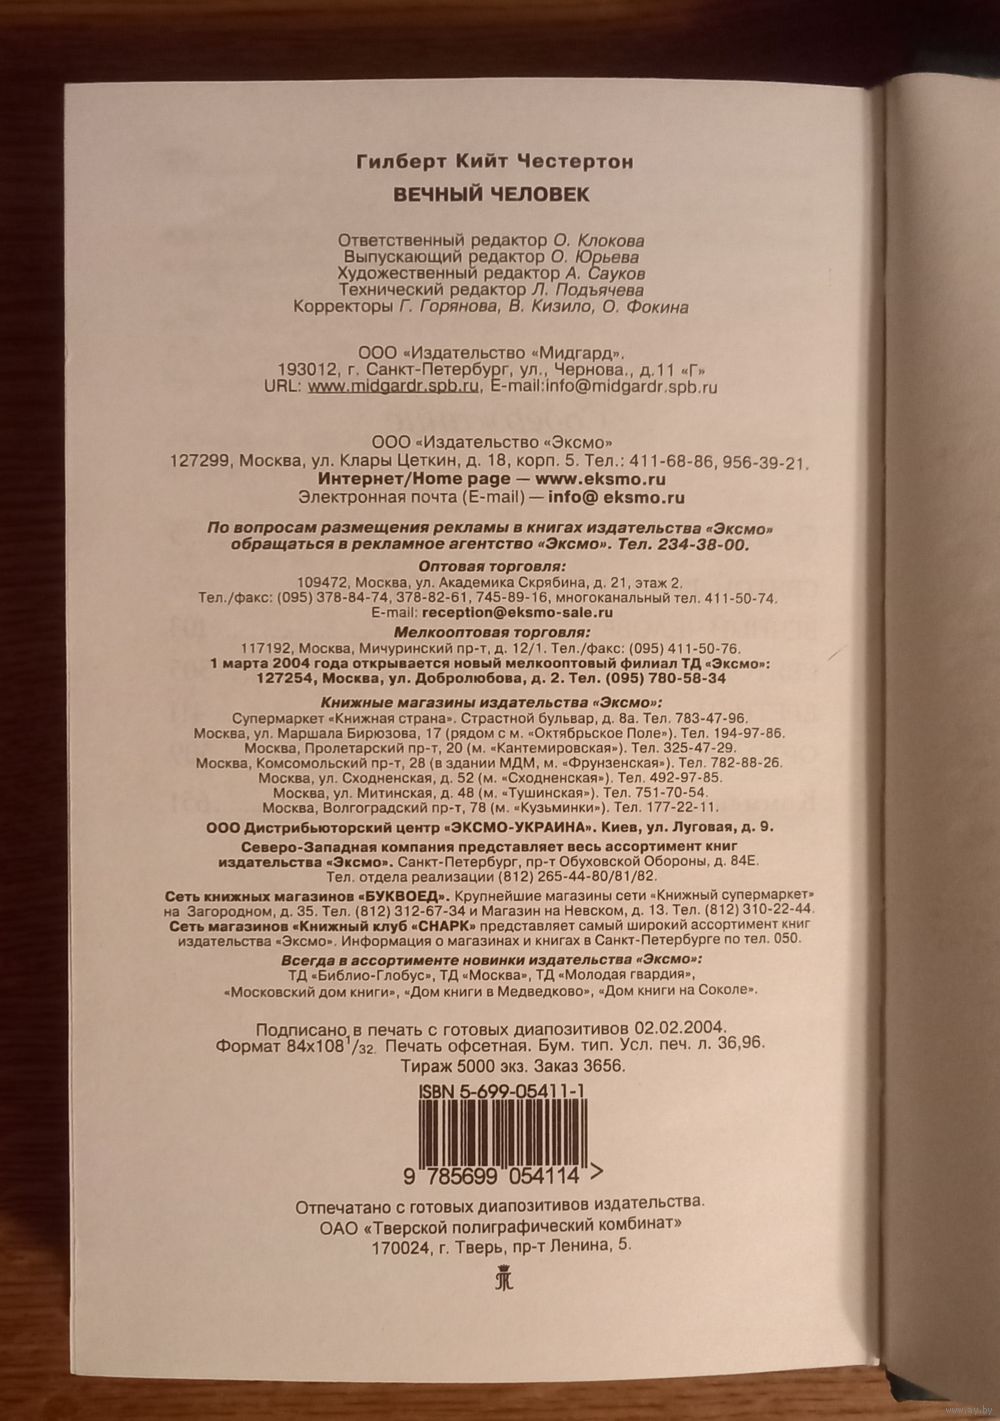 Гилберт Кийт Честертон
ВЕЧНЫЙ ЧЕЛОВЕК
Ответственный редактор О. Клокова
Выпускающий редактор О. Юрьева
Художественный редактор А. Сауков
Технический редактор Л. Подъячева
Корректоры Г. Горянова, В. Кизило, О. Фокина
ООО «Издательство «Мидгард».
193012, г. Санкт-Петербург, ул., Чернова., д.11 «Г»
URL: www.midgardr.spb.ru, E-mail:info@midgardr.spb.ru
ООО «Издательство «Эксмо»
127299, Москва, ул. Клары Цеткин, д. 18, корп. 5. Тел.: 411-68-86, 956-39-21.
Интернет/Home page — www.eksmo.ru
Электронная почта (E-mail) — info@ eksmo.ru
По вопросам размещения рекламы в книгах издательства «Эксмо»
обращаться в рекламное агентство «Эксмо». Тел. 234-38-00.
Оптовая торговля:
109472, Москва, ул. Академика Скрябина, д. 21, этаж 2.
Тел./факс: (095) 378-84-74, 378-82-61, 745-89-16, многоканальный тел. 411-50-74.
E-mail: reception@eksmo-sale.ru
Мелкооптовая торговля:
117192, Москва, Мичуринский пр-т, д. 12/1. Тел./факс: (095) 411-50-76.
1 марта 2004 года открывается новый мелкооптовый филиал ТД «Эксмо»:
127254, Москва, ул. Добролюбова, д. 2. Тел. (095) 780-58-34
Книжные магазины издательства «Эксмо»:
Супермаркет «Книжная страна». Страстной бульвар, д. 8а. Тел. 783-47-96.
Москва, ул. Маршала Бирюзова, 17 (рядом с м. «Октябрьское Поле»). Тел. 194-97-86.
Москва, Пролетарский пр-т, 20 (м. «Кантемировская»). Тел. 325-47-29.
Москва, Комсомольский пр-т, 28 (в здании МДМ, м. «Фрунзенская»). Тел. 782-88-26.
Москва, ул. Сходненская, д. 52 (м. «Сходненская»). Тел. 492-97-85.
Москва, ул. Митинская, д. 48 (м. «Тушинская»). Тел. 751-70-54.
Москва, Волгоградский пр-т, 78 (м. «Кузьминки»). Тел. 177-22-11.
ООО Дистрибьюторский центр «ЭКСМО-УКРАИНА». Киев, ул. Луговая, д. 9.
Северо-Западная компания представляет весь ассортимент книг
издательства «Эксмо». Санкт-Петербург, пр-т Обуховской Обороны, д. 84Е.
Тел. отдела реализации (812) 265-44-80/81/82.
Сеть книжных магазинов «БУКВОЕД». Крупнейшие магазины сети «Книжный супермаркет»
на Загородном, д. 35. Тел. (812) 312-67-34 и Магазин на Невском, д. 13. Тел. (812) 310-22-44.
Сеть магазинов «Книжный клуб «СНАРК» представляет самый широкий ассортимент книг
издательства «Эксмо». Информация о магазинах и книгах в Санкт-Петербурге по тел. 050.
Всегда в ассортименте новинки издательства «Эксмо»:
ТД «Библио-Глобус», ТД «Москва», ТД «Молодая гвардия»,
«Московский дом книги», «Дом книги в Медведково», «Дом книги на Соколе».
Подписано в печать с готовых диапозитивов 02.02.2004.
Формат 84х108 1/32. Печать офсетная. Бум. тип. Усл. печ. л. 36,96.
Тираж 5000 экз. Заказ 3656.
ISBN 5-699-05411-1
9 785699 054114 >
Отпечатано с готовых диапозитивов издательства.
ОАО «Тверской полиграфический комбинат»
170024, г. Тверь, пр-т Ленина, 5.
www.ay.by